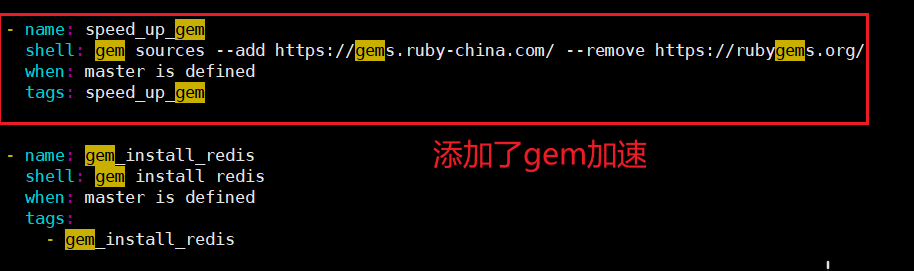 - name: speed_up_gem
shell: gem sources --add https://gems.ruby-china.com/ --remove https://rubygems.org/
when: master is defined
tags: speed_up_gem
- name: gem_install_redis
添加了gem加速
shell: gem install redis
when: master is defined
tags:
- gem_install_redis